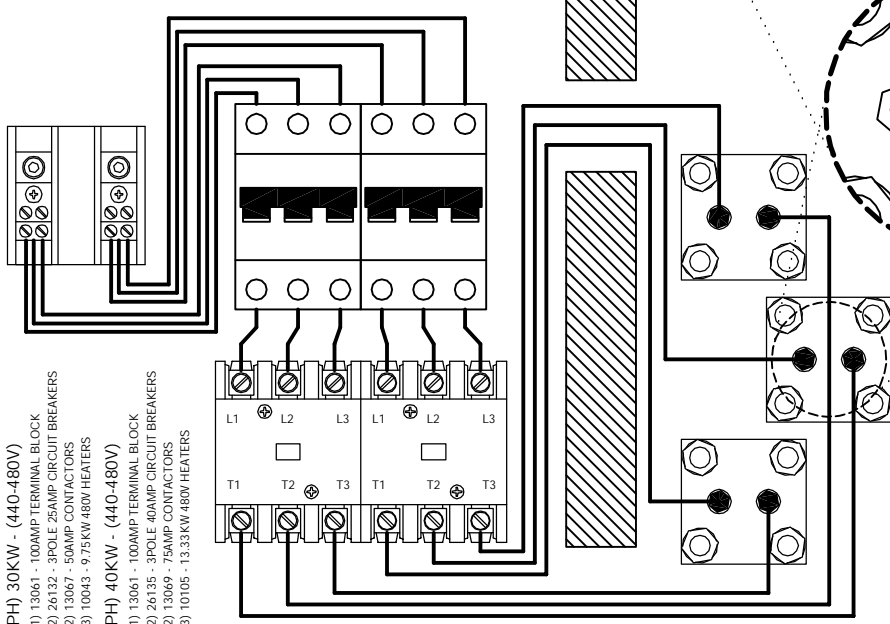 L1 L2 L3 L1 L2 L3
T1 T2 T3 T1 T2 T3
PH) 30KW - (440-480V)
1) 13061 - 100AMP TERMINAL BLOCK
2) 26132 - 3POLE 25AMP CIRCUIT BREAKERS
2) 13067 - 50AMP CONTACTORS
3) 10043 - 9.75KW 480V HEATERS
PH) 40KW - (440-480V)
1) 13061 - 100AMP TERMINAL BLOCK
2) 26135 - 3POLE 40AMP CIRCUIT BREAKERS
2) 13069 - 75AMP CONTACTORS
3) 10105 - 13.33KW 480V HEATERS